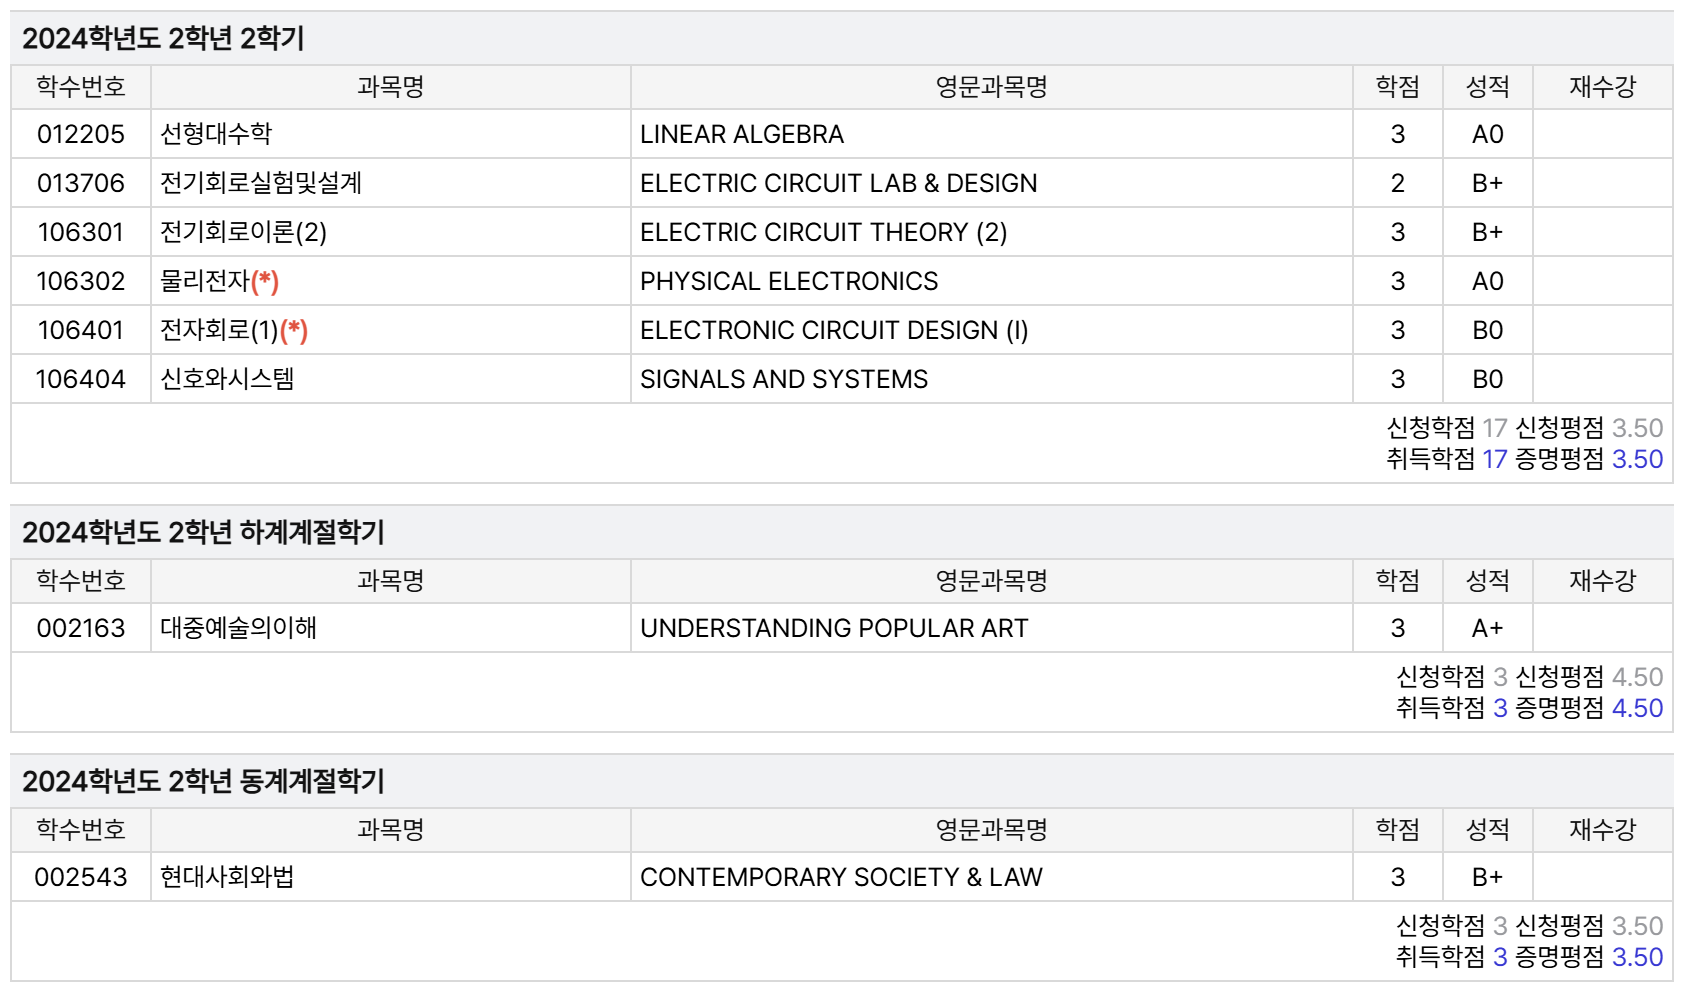 2024학년도 2학년 2학기
학수번호 과목명 영문과목명 학점 성적 재수강
012205 선형대수학 LINEAR ALGEBRA 3 A0
013706 전기회로실험및설계 ELECTRIC CIRCUIT LAB & DESIGN 2 B+
106301 전기회로이론(2) ELECTRIC CIRCUIT THEORY (2) 3 B+
106302 물리전자(*) PHYSICAL ELECTRONICS 3 A0
106401 전자회로(1)(*) ELECTRONIC CIRCUIT DESIGN (I) 3 B0
106404 신호와시스템 SIGNALS AND SYSTEMS 3 B0
신청학점 17 신청평점 3.50
취득학점 17 증명평점 3.50
2024학년도 2학년 하계계절학기
학수번호 과목명 영문과목명 학점 성적 재수강
002163 대중예술의이해 UNDERSTANDING POPULAR ART 3 A+
신청학점 3 신청평점 4.50
취득학점 3 증명평점 4.50
2024학년도 2학년 동계계절학기
학수번호 과목명 영문과목명 학점 성적 재수강
002543 현대사회와법 CONTEMPORARY SOCIETY & LAW 3 B+
신청학점 3 신청평점 3.50
취득학점 3 증명평점 3.50